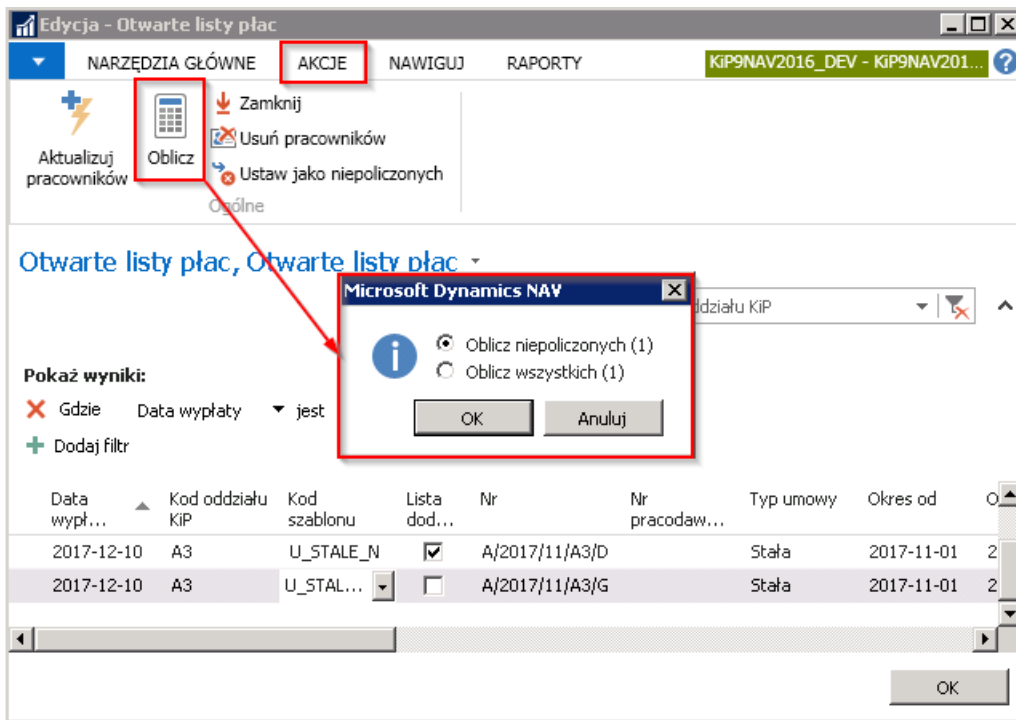 Edycja - Otwarte listy płac
NARZĘDZIA GŁÓWNE AKCJE NAWIGUJ RAPORTY KiP9NAV2016_DEV - KiP9NAV201... ?
Aktualizuj pracowników
Oblicz
Zamknij
Usuń pracowników
Ustaw jako niepoliczonych
Ogólne
Otwarte listy płac, Otwarte listy płac
działu KiP
Microsoft Dynamics NAV
Oblicz niepoliczonych (1)
Oblicz wszystkich (1)
OK Anuluj
Pokaż wyniki:
Gdzie Data wypłaty jest
Dodaj filtr
Data wypł... Kod oddziału KiP Kod szablonu Lista dod... Nr Nr pracodaw... Typ umowy Okres od O
2017-12-10 A3 U_STALE_N A/2017/11/A3/D Stała 2017-11-01 2
2017-12-10 A3 U_STAL... A/2017/11/A3/G Stała 2017-11-01 2
OK